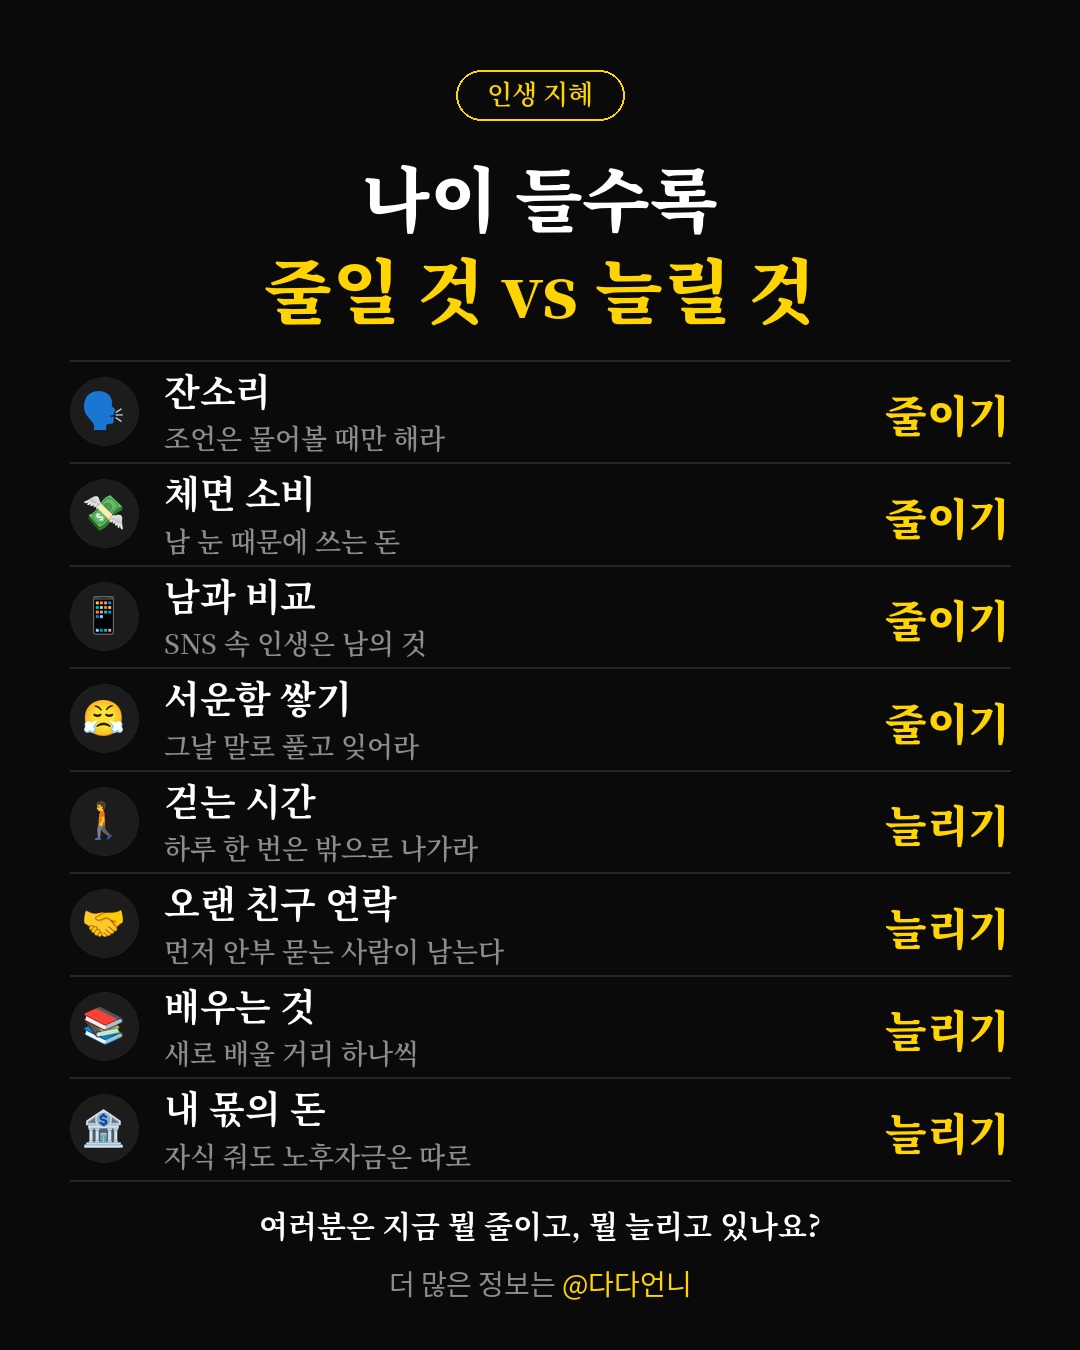 인생 지혜
나이 들수록
줄일 것 vs 늘릴 것
잔소리
조언은 물어볼 때만 해라
줄이기
체면 소비
남 눈 때문에 쓰는 돈
줄이기
남과 비교
SNS 속 인생은 남의 것
줄이기
서운함 쌓기
그날 말로 풀고 잊어라
줄이기
걷는 시간
하루 한 번은 밖으로 나가라
늘리기
오랜 친구 연락
먼저 안부 묻는 사람이 남는다
늘리기
배우는 것
새로 배울 거리 하나씩
늘리기
내 몫의 돈
자식 줘도 노후자금은 따로
늘리기
여러분은 지금 뭘 줄이고, 뭘 늘리고 있나요?
더 많은 정보는 @다다언니